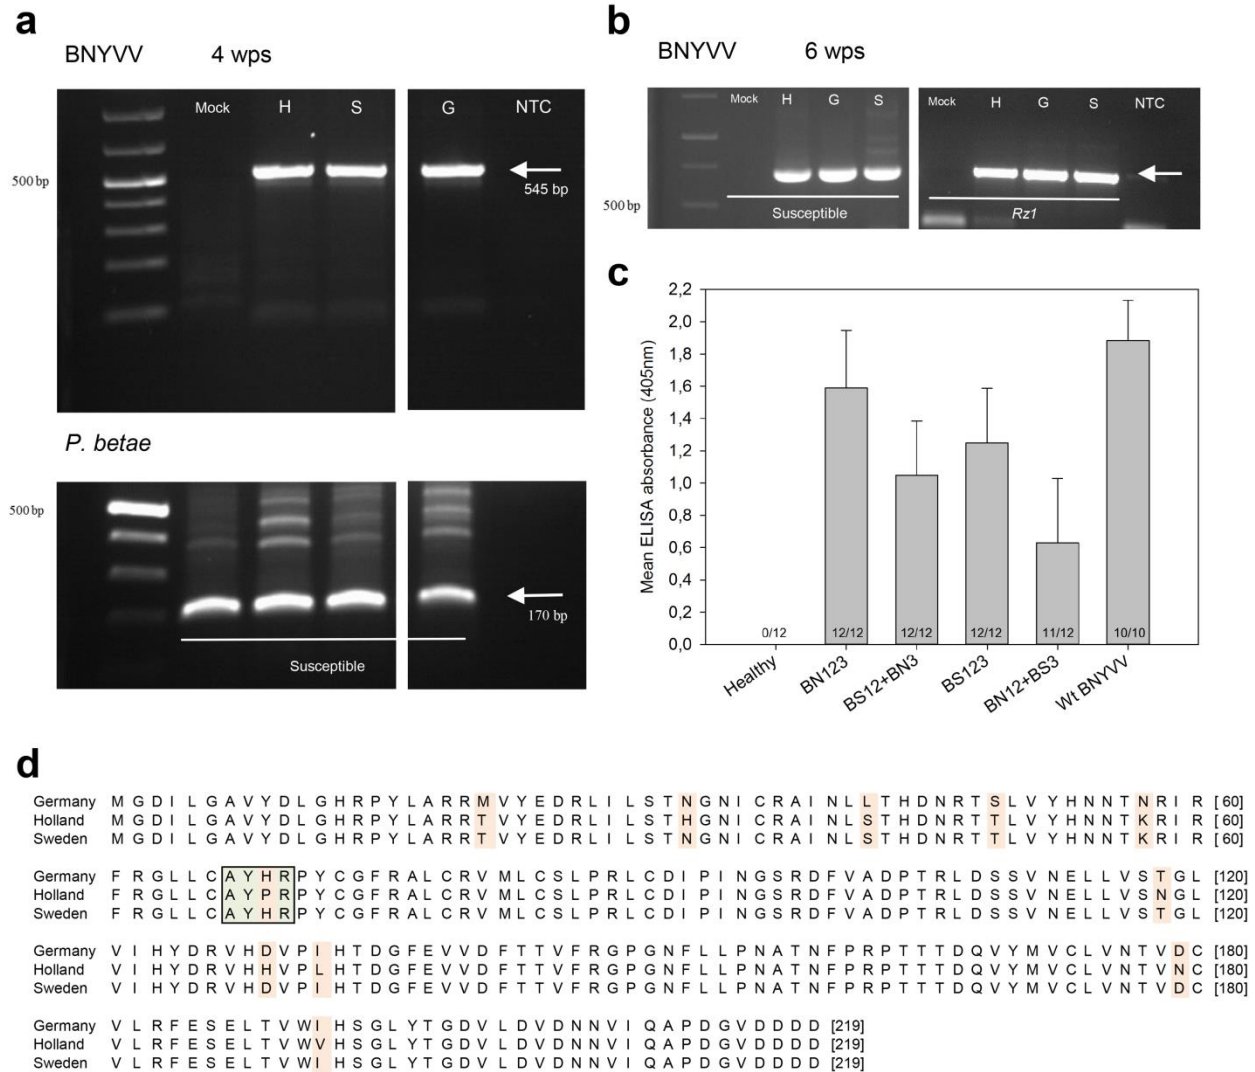 a
BNYVV 4 wps
Mock H S G NTC
500 bp
545 bp
P. betae
500 bp
170 bp
Susceptible
b
BNYVV 6 wps
Mock H G S Mock H G S NTC
500 bp
Susceptible Rz1
c
Mean ELISA absorbance (405nm)
2,2
2,0
1,8
1,6
1,4
1,2
1,0
0,8
0,6
0,4
0,2
0,0
0/12 12/12 12/12 12/12 11/12 10/10
Healthy BN123 BS12+BN3 BS123 BN12+BS3 Wt BNYVV
d
Germany M G D I L G A V Y D L G H R P Y L A R R M V Y E D R L I L S T N G N I C R A I N L L T H D N R T S L V Y H N N T N R I R [ 60]
Holland M G D I L G A V Y D L G H R P Y L A R R T V Y E D R L I L S T H G N I C R A I N L S T H D N R T T L V Y H N N T K R I R [ 60]
Sweden M G D I L G A V Y D L G H R P Y L A R R T V Y E D R L I L S T N G N I C R A I N L S T H D N R T T L V Y H N N T K R I R [ 60]
Germany F R G L L C A Y H R P Y C G F R A L C R V M L C S L P R L C D I P I N G S R D F V A D P T R L D S S V N E L L V S T G L [120]
Holland F R G L L C A Y P R P Y C G F R A L C R V M L C S L P R L C D I P I N G S R D F V A D P T R L D S S V N E L L V S N G L [120]
Sweden F R G L L C A Y H R P Y C G F R A L C R V M L C S L P R L C D I P I N G S R D F V A D P T R L D S S V N E L L V S T G L [120]
Germany V I H Y D R V H D V P I H T D G F E V V D F T T V F R G P G N F L L P N A T N F P R P T T T D Q V Y M V C L V N T V D C [180]
Holland V I H Y D R V H H V P L H T D G F E V V D F T T V F R G P G N F L L P N A T N F P R P T T T D Q V Y M V C L V N T V N C [180]
Sweden V I H Y D R V H D V P I H T D G F E V V D F T T V F R G P G N F L L P N A T N F P R P T T T D Q V Y M V C L V N T V D C [180]
Germany V L R F E S E L T V W I H S G L Y T G D V L D V D N N V I Q A P D G V D D D D [219]
Holland V L R F E S E L T V W V H S G L Y T G D V L D V D N N V I Q A P D G V D D D D [219]
Sweden V L R F E S E L T V W I H S G L Y T G D V L D V D N N V I Q A P D G V D D D D [219]